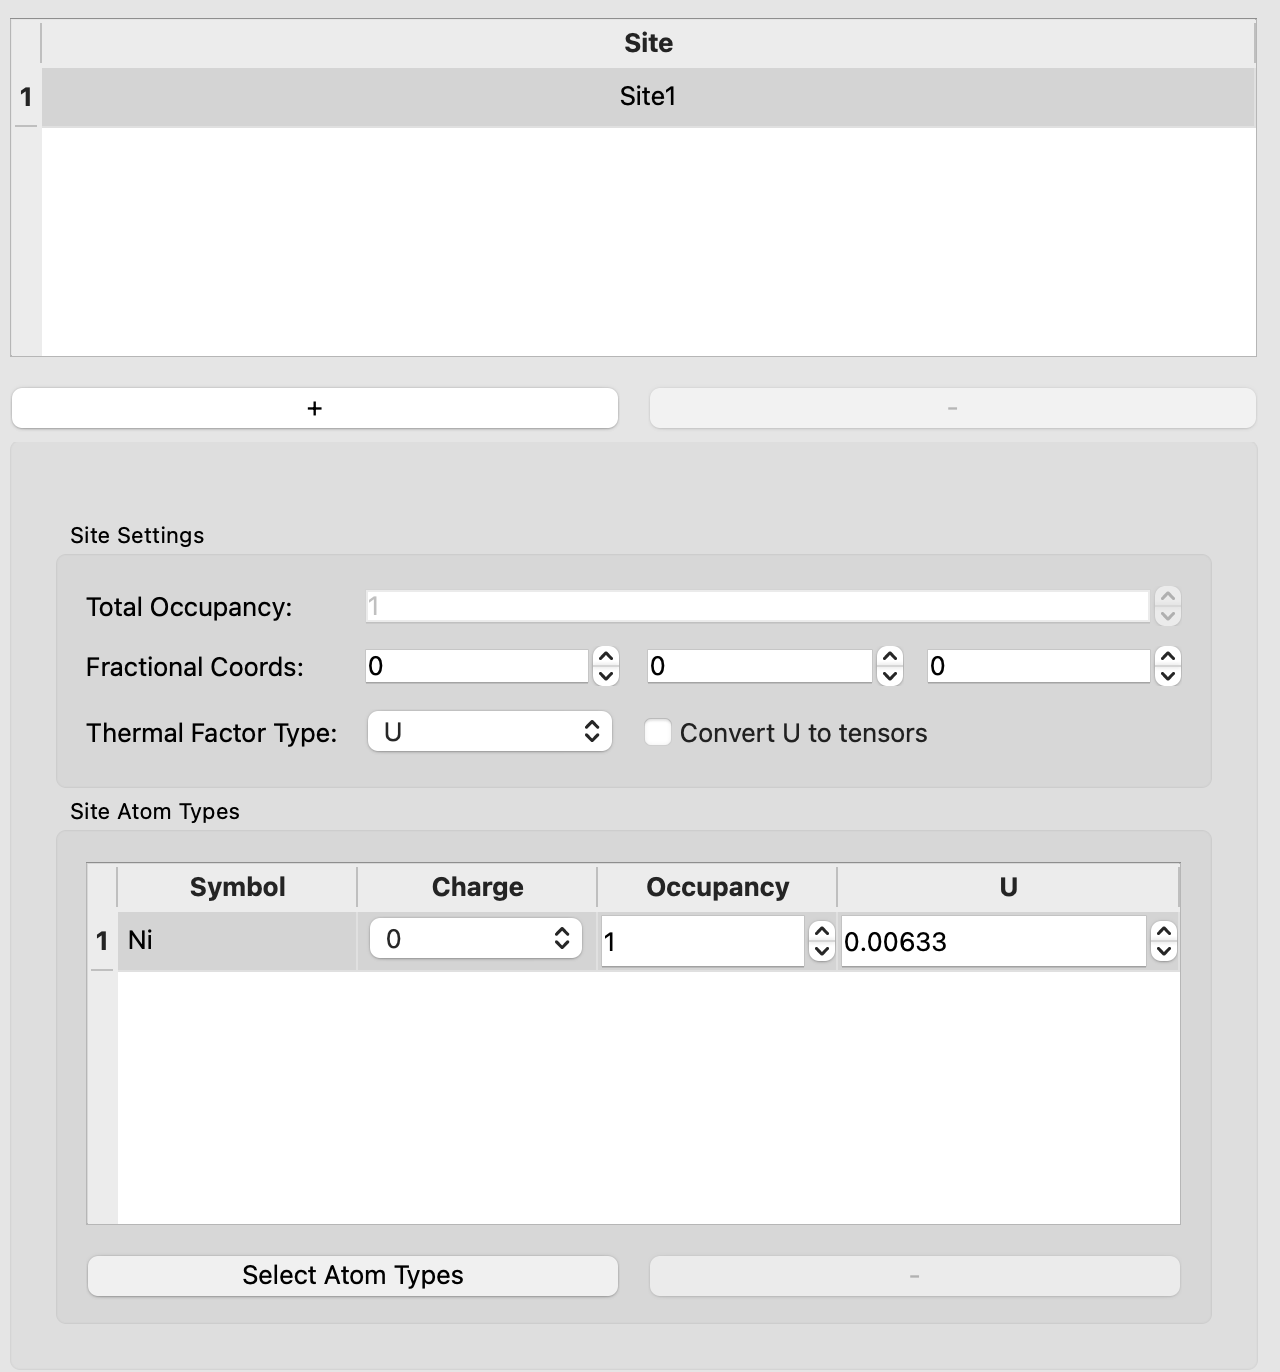 Site
1 Site1
+ -
Site Settings
Total Occupancy: 1
Fractional Coords: 0 0 0
Thermal Factor Type: U Convert U to tensors
Site Atom Types
Symbol Charge Occupancy U
1 Ni 0 1 0.00633
Select Atom Types -